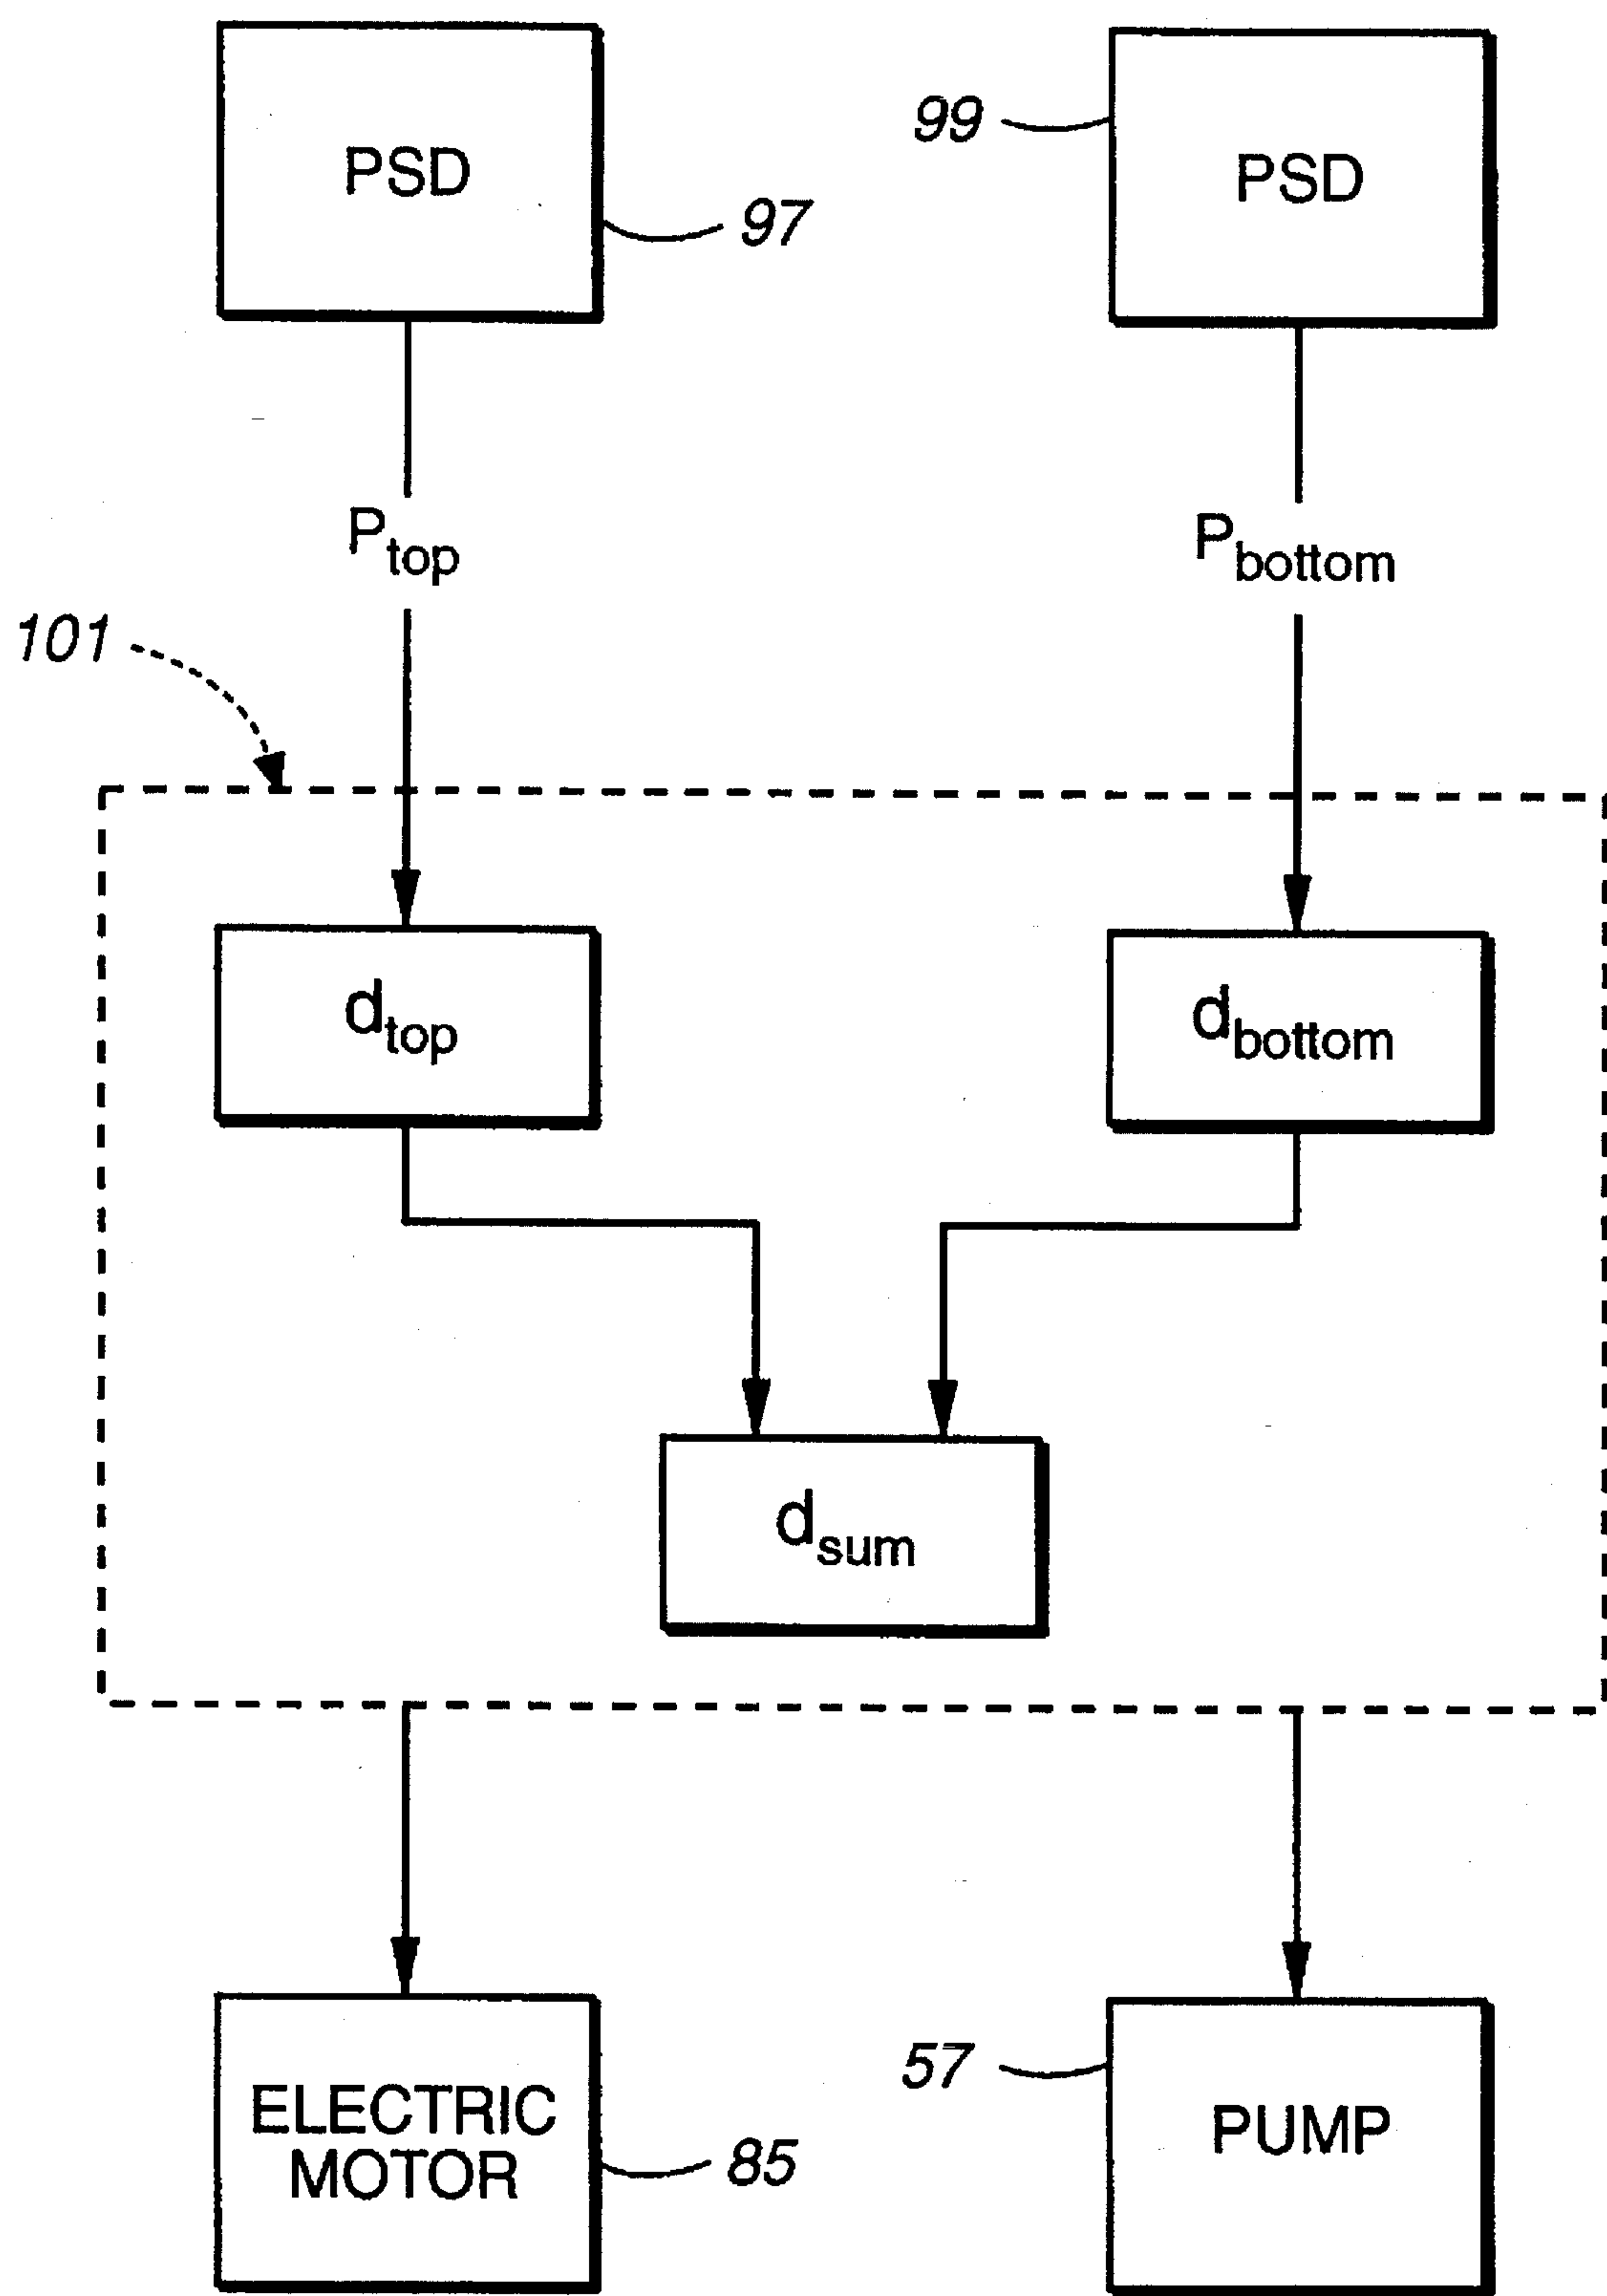 PSD
97
99
PSD
P_top
P_bottom
101
d_top
d_bottom
d_sum
ELECTRIC
MOTOR
85
57
PUMP